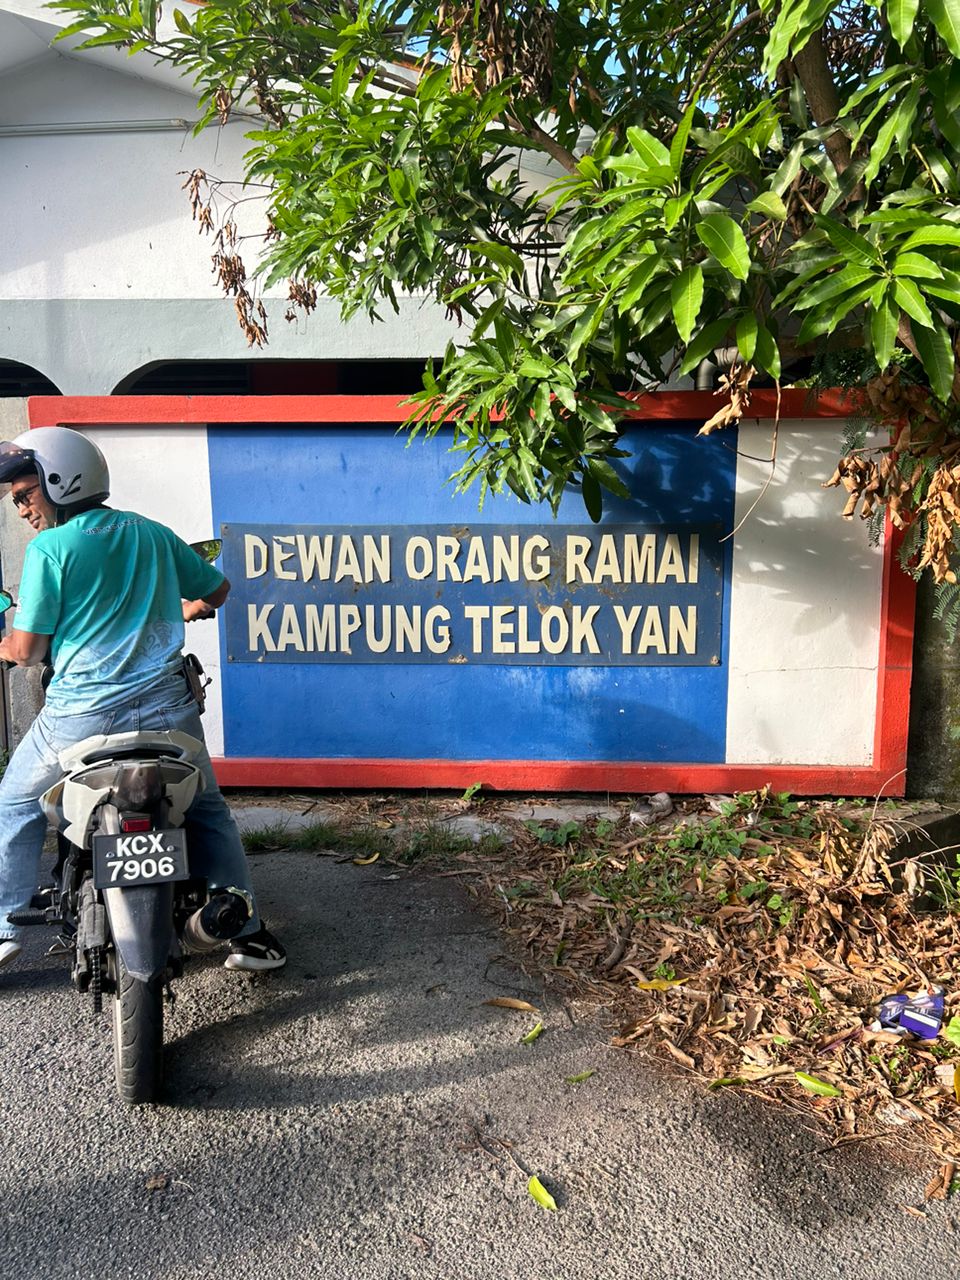 DEWAN ORANG RAMAI
KAMPUNG TELOK YAN
KCX
7906